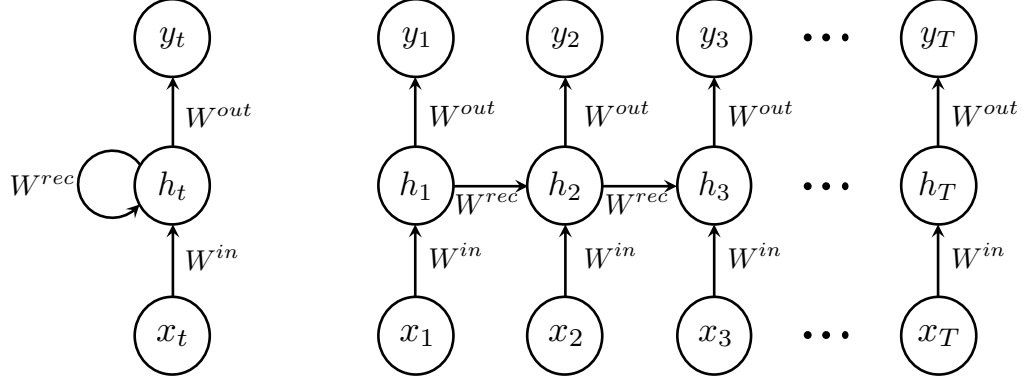 y_t y_1 y_2 y_3 ... y_T
W^{out} W^{out} W^{out} W^{out} W^{out}
W^{rec} h_t h_1 h_2 h_3 ... h_T
W^{rec} W^{rec}
W^{in} W^{in} W^{in} W^{in} W^{in}
x_t x_1 x_2 x_3 ... x_T